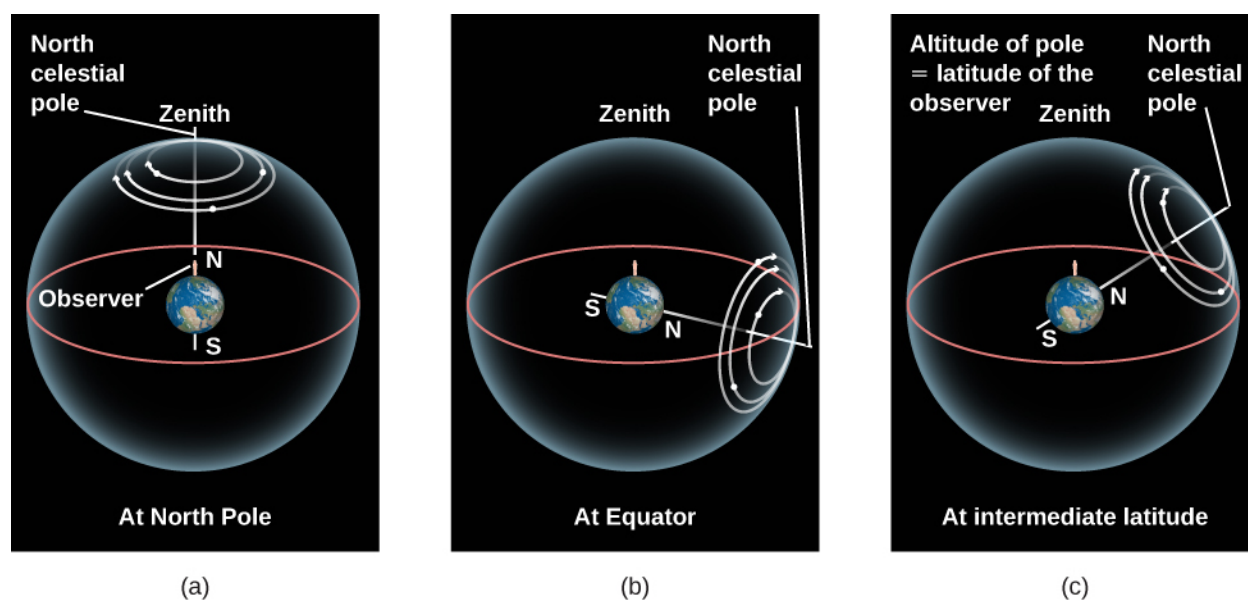 North
celestial
pole
Zenith
N
Observer
S
At North Pole
(a)
North
celestial
pole
Zenith
S
N
At Equator
(b)
Altitude of pole
= latitude of the
observer
North
celestial
pole
Zenith
N
S
At intermediate latitude
(c)